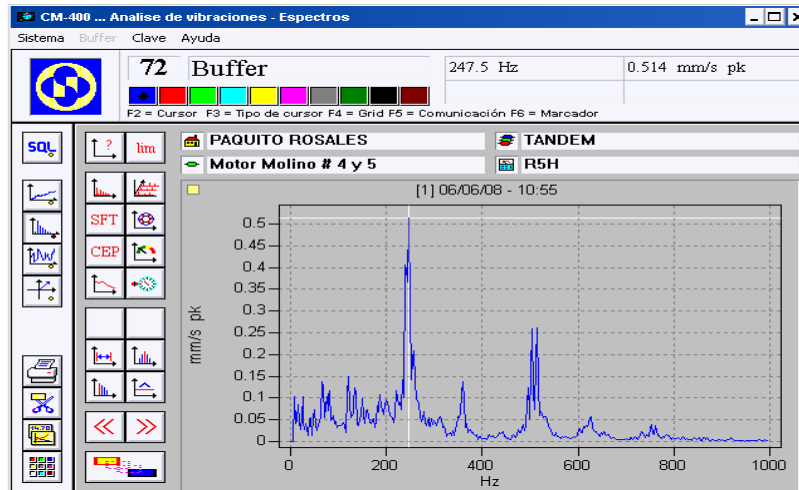 CM-400 ... Analise de vibraciones - Espectros
Sistema Buffer Clave Ayuda
72 Buffer 247.5 Hz 0.514 mm/s pk
F2 = Cursor F3 = Tipo de cursor F4 = Grid F5 = Comunicación F6 = Marcador
SQL ? lim PAQUITO ROSALES TANDEM
Motor Molino # 4 y 5 R5H
[1] 06/06/08 - 10:55
SFT
CEP
mm/s pk
0.5
0.45
0.4
0.35
0.3
0.25
0.2
0.15
0.1
0.05
0
0 200 400 600 800 1000
Hz
14.70
<< >>